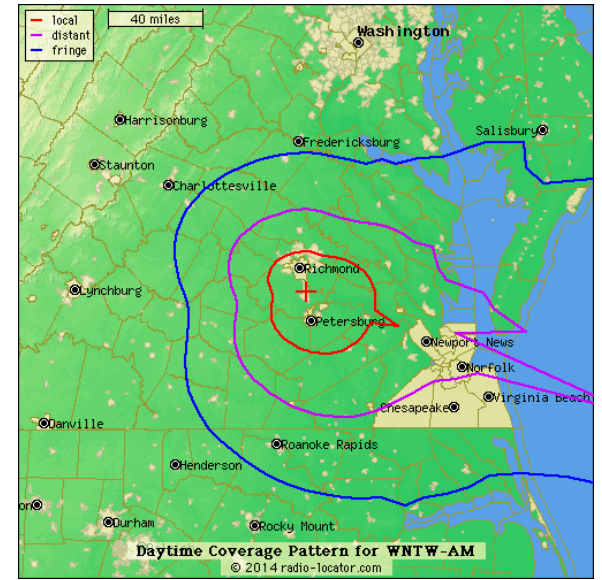 local
distant
fringe
40 miles
Washington
Harrisonburg
Fredericksburg
Salisbury
Staunton
Charlottesville
Richmond
Lynchburg
Petersburg
Newport News
Norfolk
Virginia Beach
Chesapeake
Danville
Roanoke Rapids
Henderson
on
Durham
Rocky Mount
Daytime Coverage Pattern for WNTW-AM
© 2014 radio-locator.com